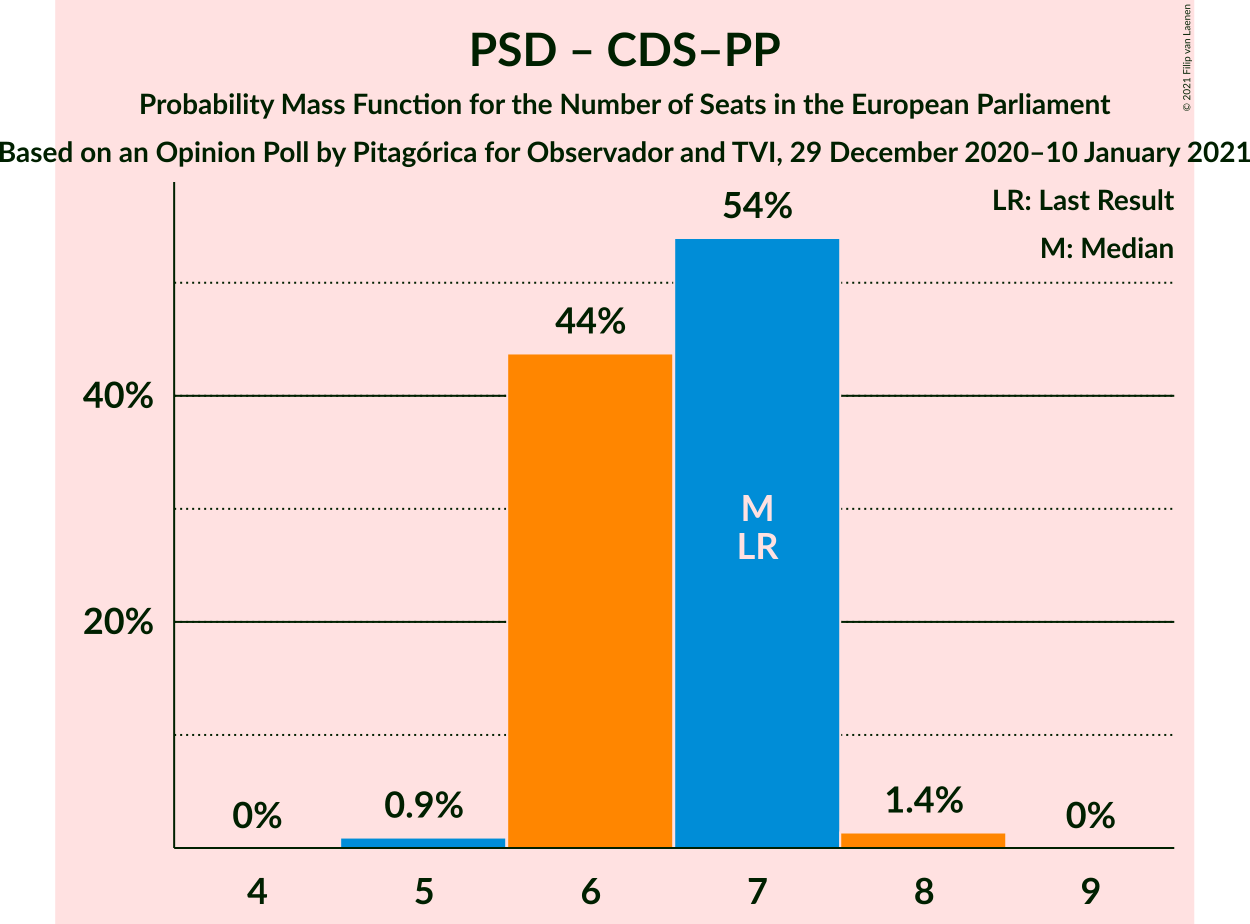 PSD – CDS–PP
Probability Mass Function for the Number of Seats in the European Parliament
Based on an Opinion Poll by Pitagórica for Observador and TVI, 29 December 2020–10 January 2021
© 2021 Filip van Laenen
LR: Last Result
M: Median
54%
44%
40%
M
LR
20%
0%
0.9%
1.4%
0%
4
5
6
7
8
9